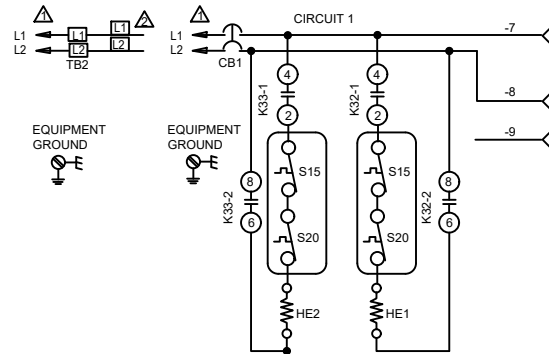 1 2 1 CIRCUIT 1
L1 L1 L1 L1 -7
L2 L2 L2 L2
TB2 CB1
4 4 -8
K33-1 K32-1
2 2 -9
EQUIPMENT GROUND EQUIPMENT GROUND
S15 S15
8 8
K33-2 K32-2
6 6
S20 S20
HE2 HE1